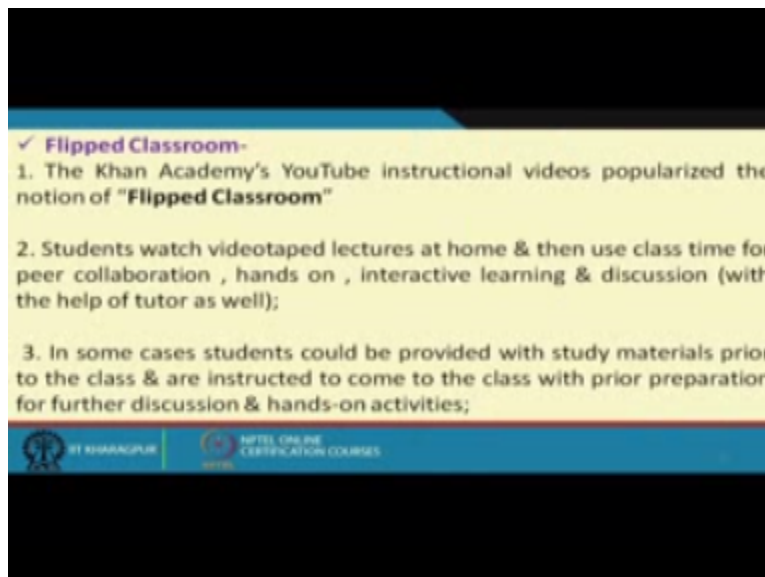 ✓ Flipped Classroom-
1. The Khan Academy's YouTube instructional videos popularized the
notion of "Flipped Classroom"
2. Students watch videotaped lectures at home & then use class time for
peer collaboration , hands on , interactive learning & discussion (with
the help of tutor as well);
3. In some cases students could be provided with study materials prior
to the class & are instructed to come to the class with prior preparation
for further discussion & hands-on activities;
IIT KHARAGPUR
NPTEL ONLINE
CERTIFICATION COURSES
NPTEL